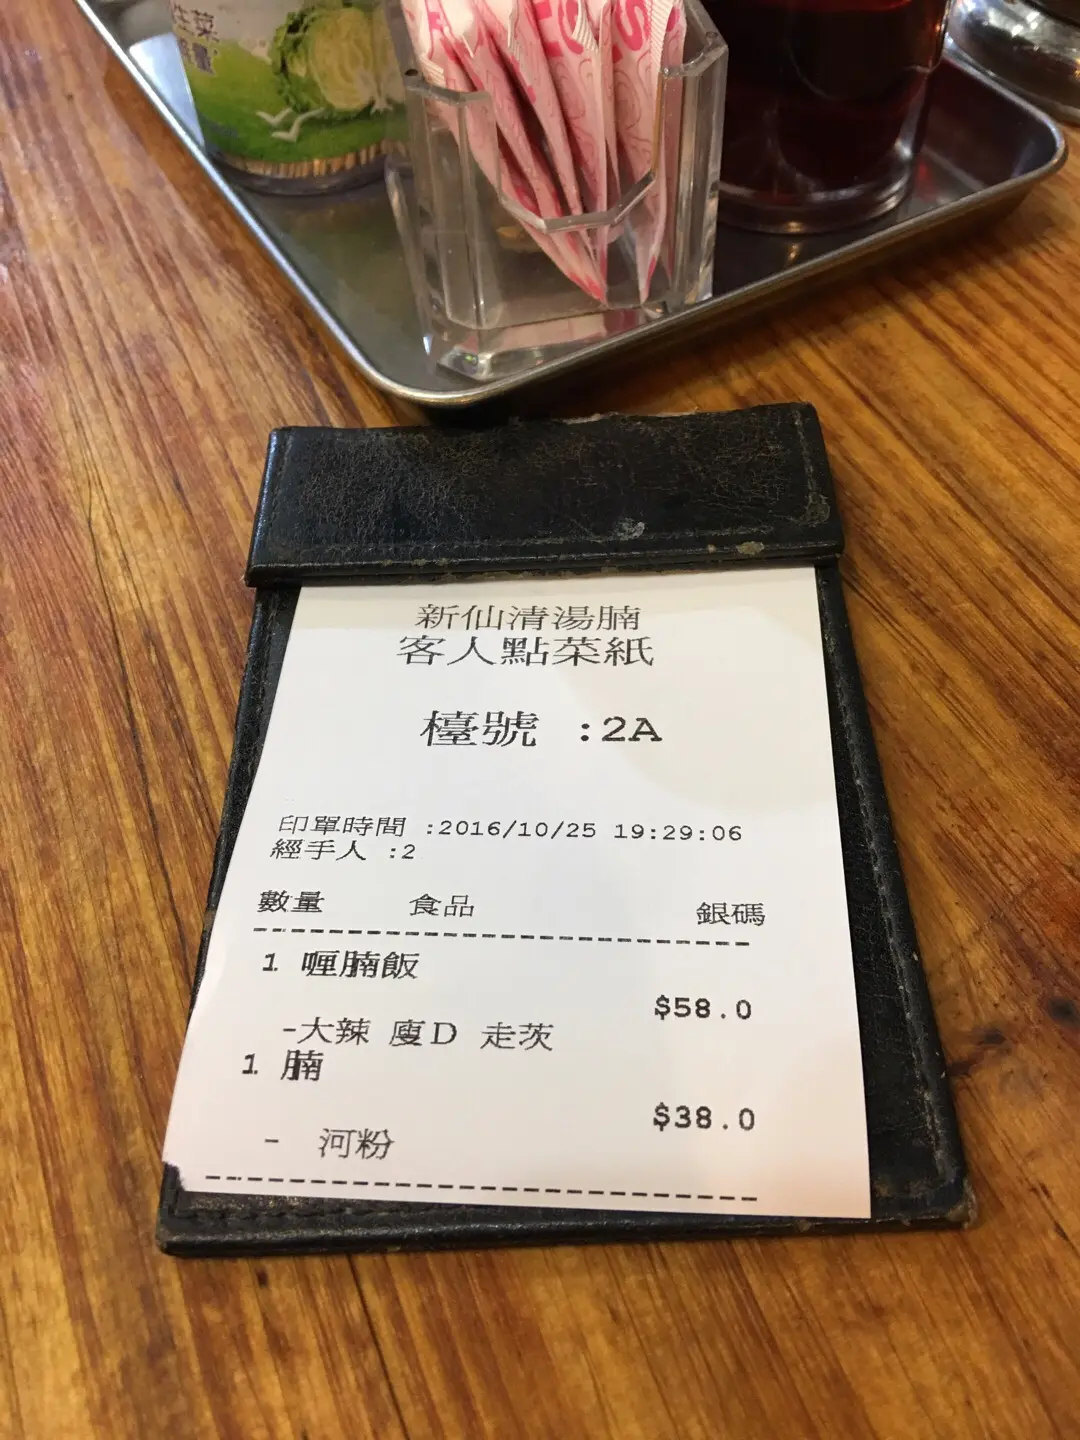 生菜
新仙清湯腩
客人點菜紙
檯號 :2A
印單時間 :2016/10/25 19:29:06
經手人 :2
數量 食品 銀碼
1 喱腩飯
$58.0
-大辣 廋D 走茨
1 腩
$38.0
- 河粉